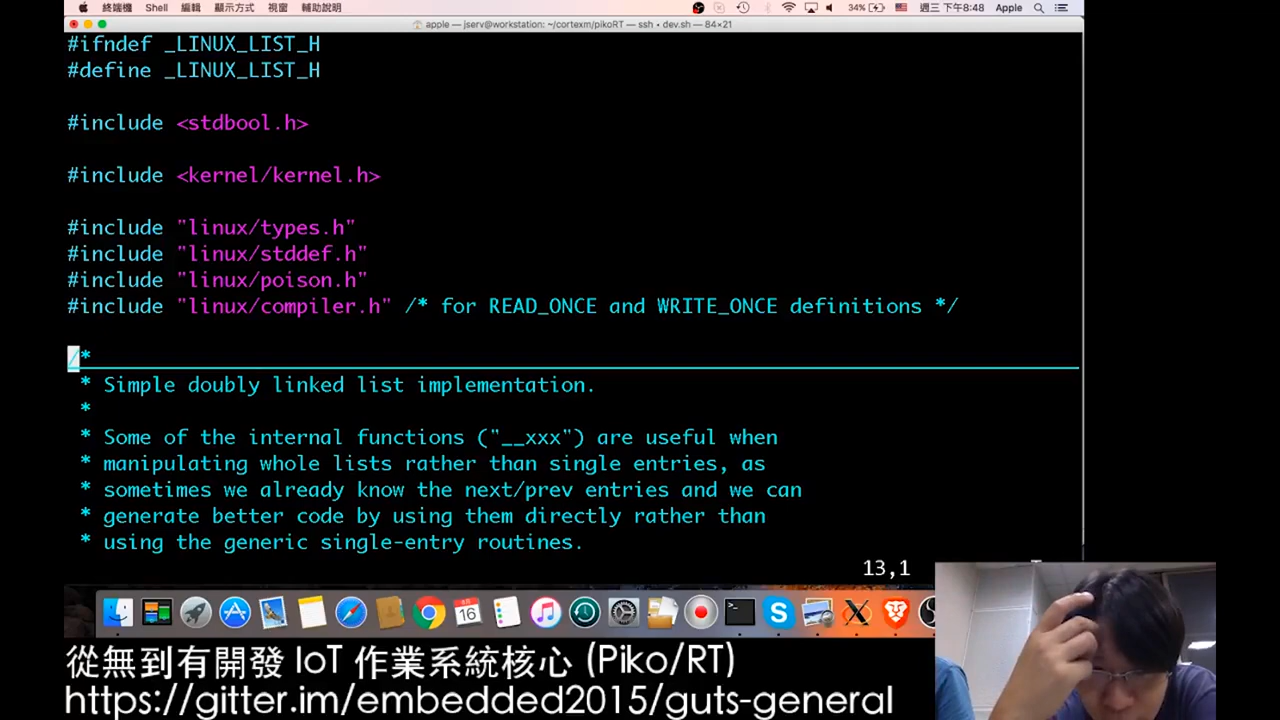 終端機 Shell 編輯 顯示方式 視窗 輔助說明 34% 週三 下午8:48 Apple
apple — jserv@workstation: ~/cortexm/pikoRT — ssh • dev.sh — 84×21
#ifndef _LINUX_LIST_H
#define _LINUX_LIST_H
#include <stdbool.h>
#include <kernel/kernel.h>
#include "linux/types.h"
#include "linux/stddef.h"
#include "linux/poison.h"
#include "linux/compiler.h" /* for READ_ONCE and WRITE_ONCE definitions */
/*
* Simple doubly linked list implementation.
*
* Some of the internal functions ("__xxx") are useful when
* manipulating whole lists rather than single entries, as
* sometimes we already know the next/prev entries and we can
* generate better code by using them directly rather than
* using the generic single-entry routines.
13,1
16
從無到有開發 IoT 作業系統核心 (Piko/RT)
https://gitter.im/embedded2015/guts-general